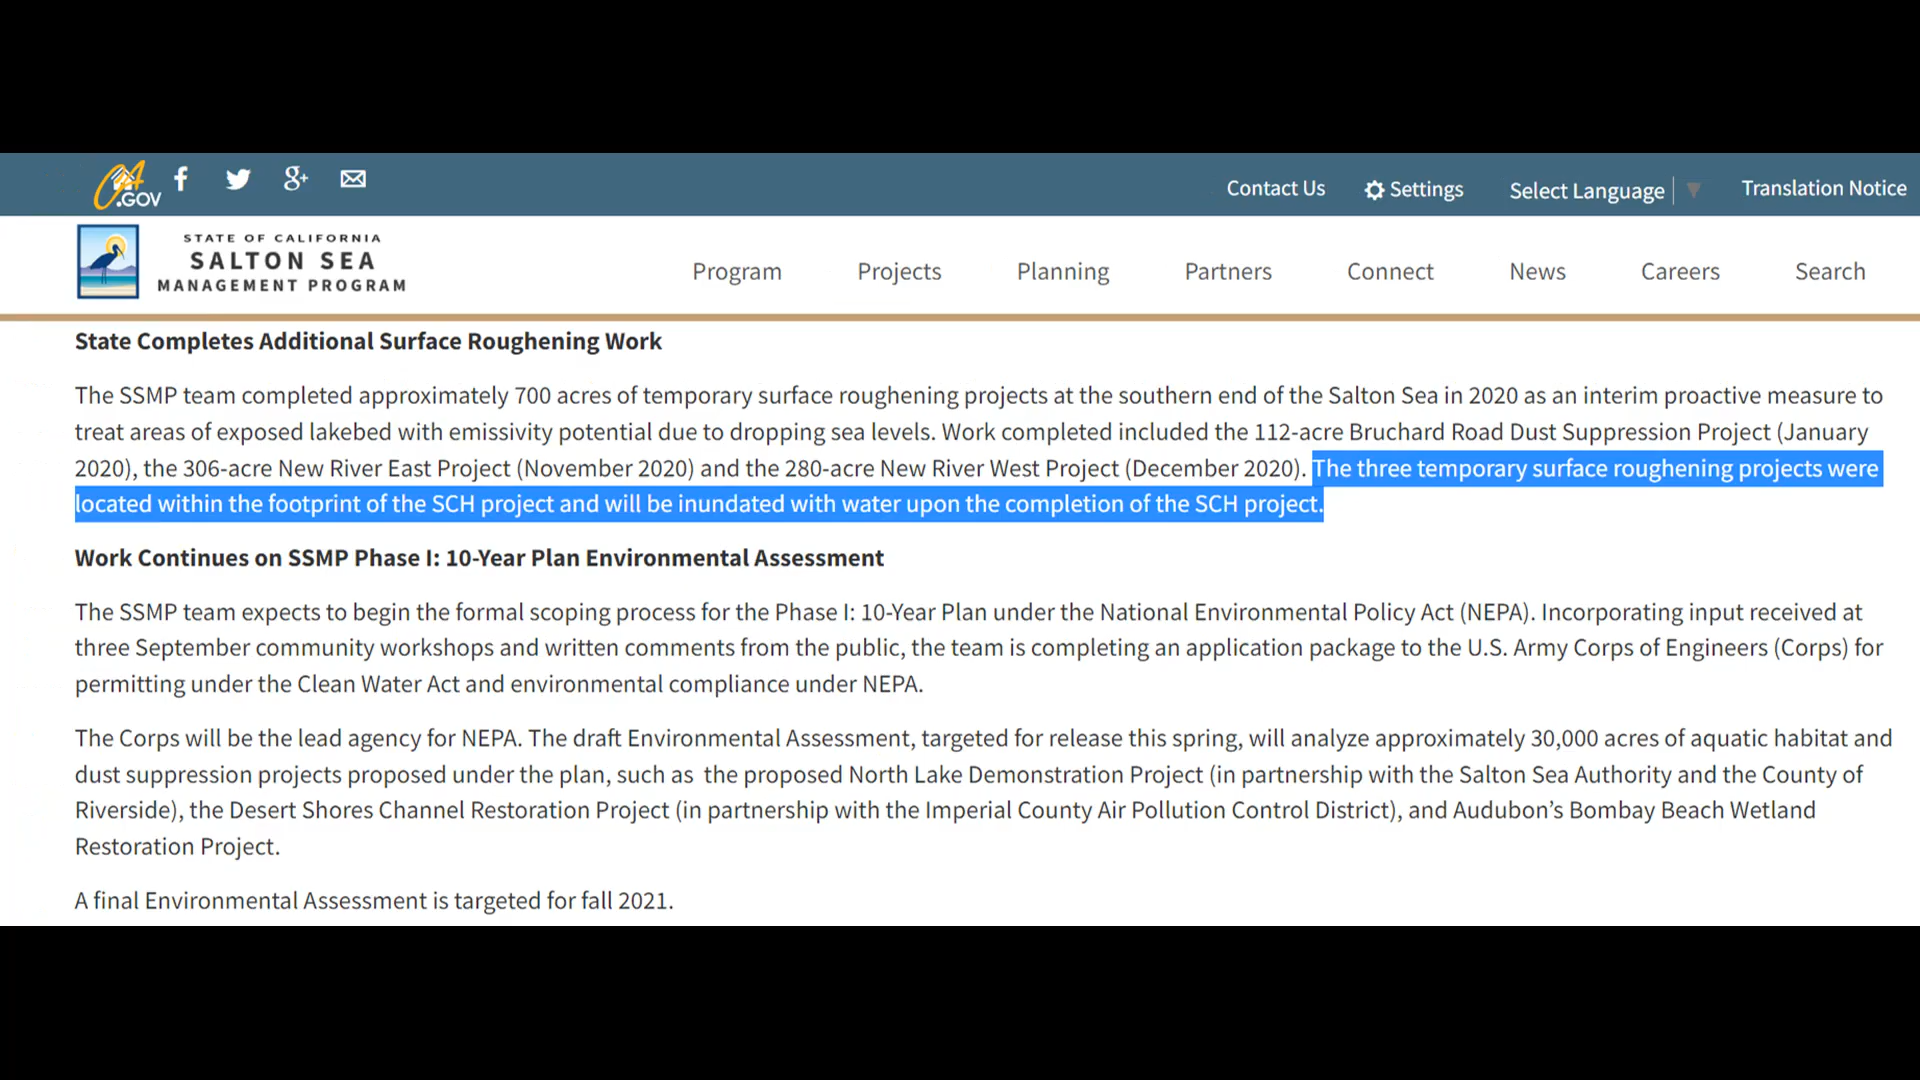 CA.GOV
Contact Us Settings Select Language Translation Notice
STATE OF CALIFORNIA
SALTON SEA
MANAGEMENT PROGRAM
Program Projects Planning Partners Connect News Careers Search
State Completes Additional Surface Roughening Work
The SSMP team completed approximately 700 acres of temporary surface roughening projects at the southern end of the Salton Sea in 2020 as an interim proactive measure to
treat areas of exposed lakebed with emissivity potential due to dropping sea levels. Work completed included the 112-acre Bruchard Road Dust Suppression Project (January
2020), the 306-acre New River East Project (November 2020) and the 280-acre New River West Project (December 2020). The three temporary surface roughening projects were
located within the footprint of the SCH project and will be inundated with water upon the completion of the SCH project.
Work Continues on SSMP Phase I: 10-Year Plan Environmental Assessment
The SSMP team expects to begin the formal scoping process for the Phase I: 10-Year Plan under the National Environmental Policy Act (NEPA). Incorporating input received at
three September community workshops and written comments from the public, the team is completing an application package to the U.S. Army Corps of Engineers (Corps) for
permitting under the Clean Water Act and environmental compliance under NEPA.
The Corps will be the lead agency for NEPA. The draft Environmental Assessment, targeted for release this spring, will analyze approximately 30,000 acres of aquatic habitat and
dust suppression projects proposed under the plan, such as the proposed North Lake Demonstration Project (in partnership with the Salton Sea Authority and the County of
Riverside), the Desert Shores Channel Restoration Project (in partnership with the Imperial County Air Pollution Control District), and Audubon’s Bombay Beach Wetland
Restoration Project.
A final Environmental Assessment is targeted for fall 2021.